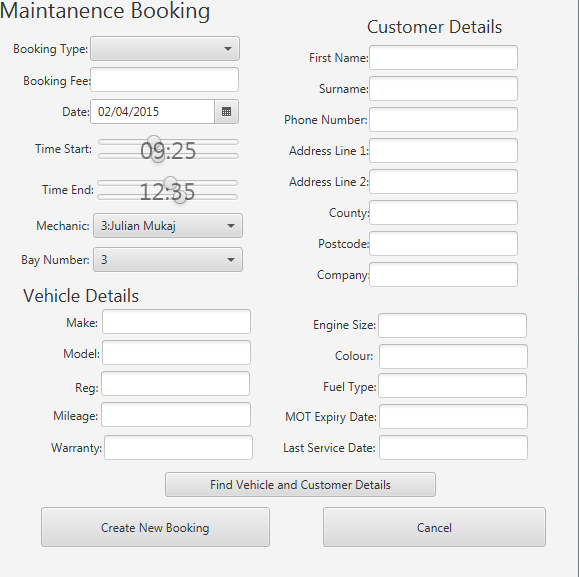 Maintanence Booking
Booking Type:
Booking Fee:
Date: 02/04/2015
Time Start: 09:25
Time End: 12:35
Mechanic: 3:Julian Mukaj
Bay Number: 3
Customer Details
First Name:
Surname:
Phone Number:
Address Line 1:
Address Line 2:
County:
Postcode:
Company:
Vehicle Details
Make:
Model:
Reg:
Mileage:
Warranty:
Engine Size:
Colour:
Fuel Type:
MOT Expiry Date:
Last Service Date:
Find Vehicle and Customer Details
Create New Booking
Cancel